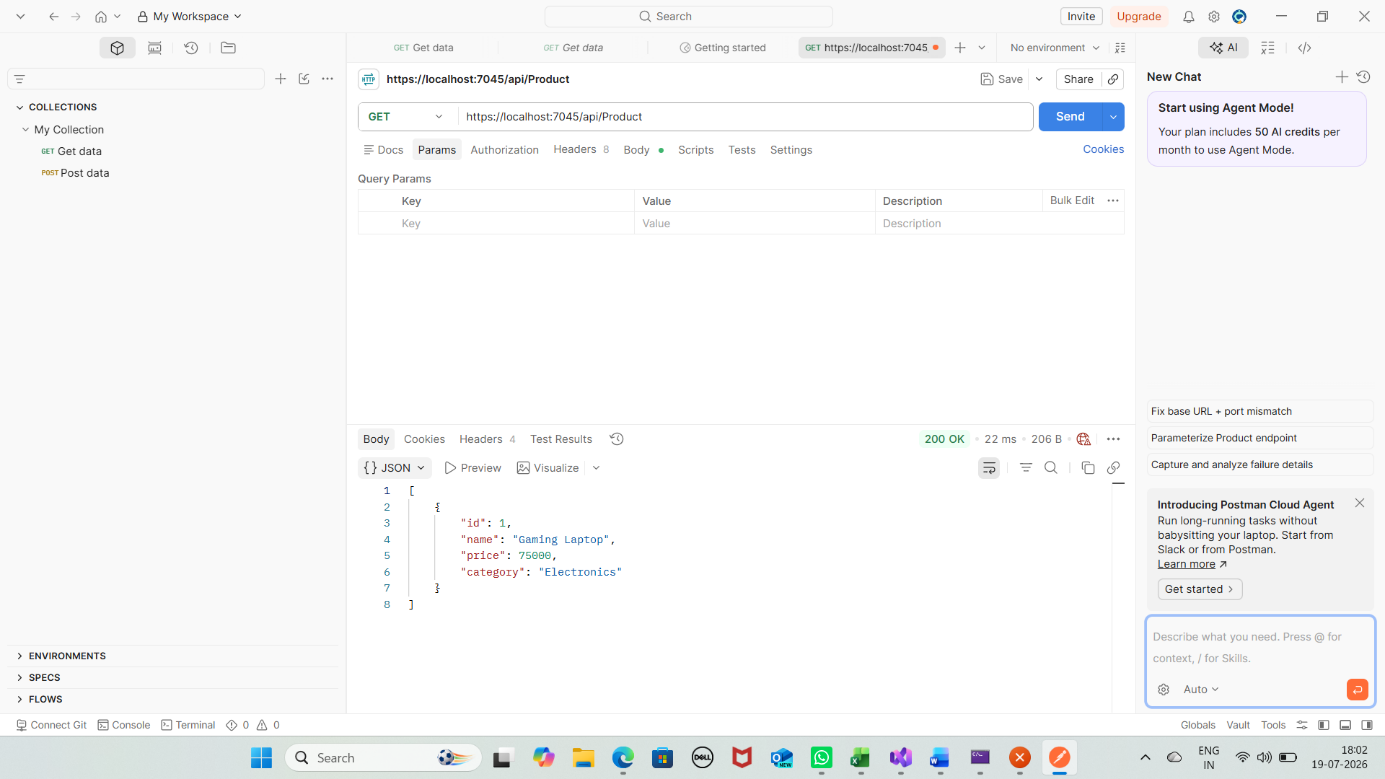 My Workspace
Search
Invite
Upgrade
GET Get data
GET Get data
Getting started
GET https://localhost:7045
No environment
AI
COLLECTIONS
My Collection
GET Get data
POST Post data
ENVIRONMENTS
SPECS
FLOWS
HTTP
https://localhost:7045/api/Product
Save
Share
GET
https://localhost:7045/api/Product
Send
Docs
Params
Authorization
Headers 8
Body
Scripts
Tests
Settings
Cookies
Query Params
Key Value Description Bulk Edit
Key Value Description
Body
Cookies
Headers 4
Test Results
200 OK
22 ms
206 B
{} JSON
Preview
Visualize
1 [
2 {
3 "id": 1,
4 "name": "Gaming Laptop",
5 "price": 75000,
6 "category": "Electronics"
7 }
8 ]
New Chat
Start using Agent Mode!
Your plan includes 50 AI credits per
month to use Agent Mode.
Fix base URL + port mismatch
Parameterize Product endpoint
Capture and analyze failure details
Introducing Postman Cloud Agent
Run long-running tasks without
babysitting your laptop. Start from
Slack or from Postman.
Learn more
Get started
Describe what you need. Press @ for
context, / for Skills.
Auto
Connect Git
Console
Terminal
0
0
Globals
Vault
Tools
Search
DELL
NEW
ENG
IN
18:02
19-07-2026